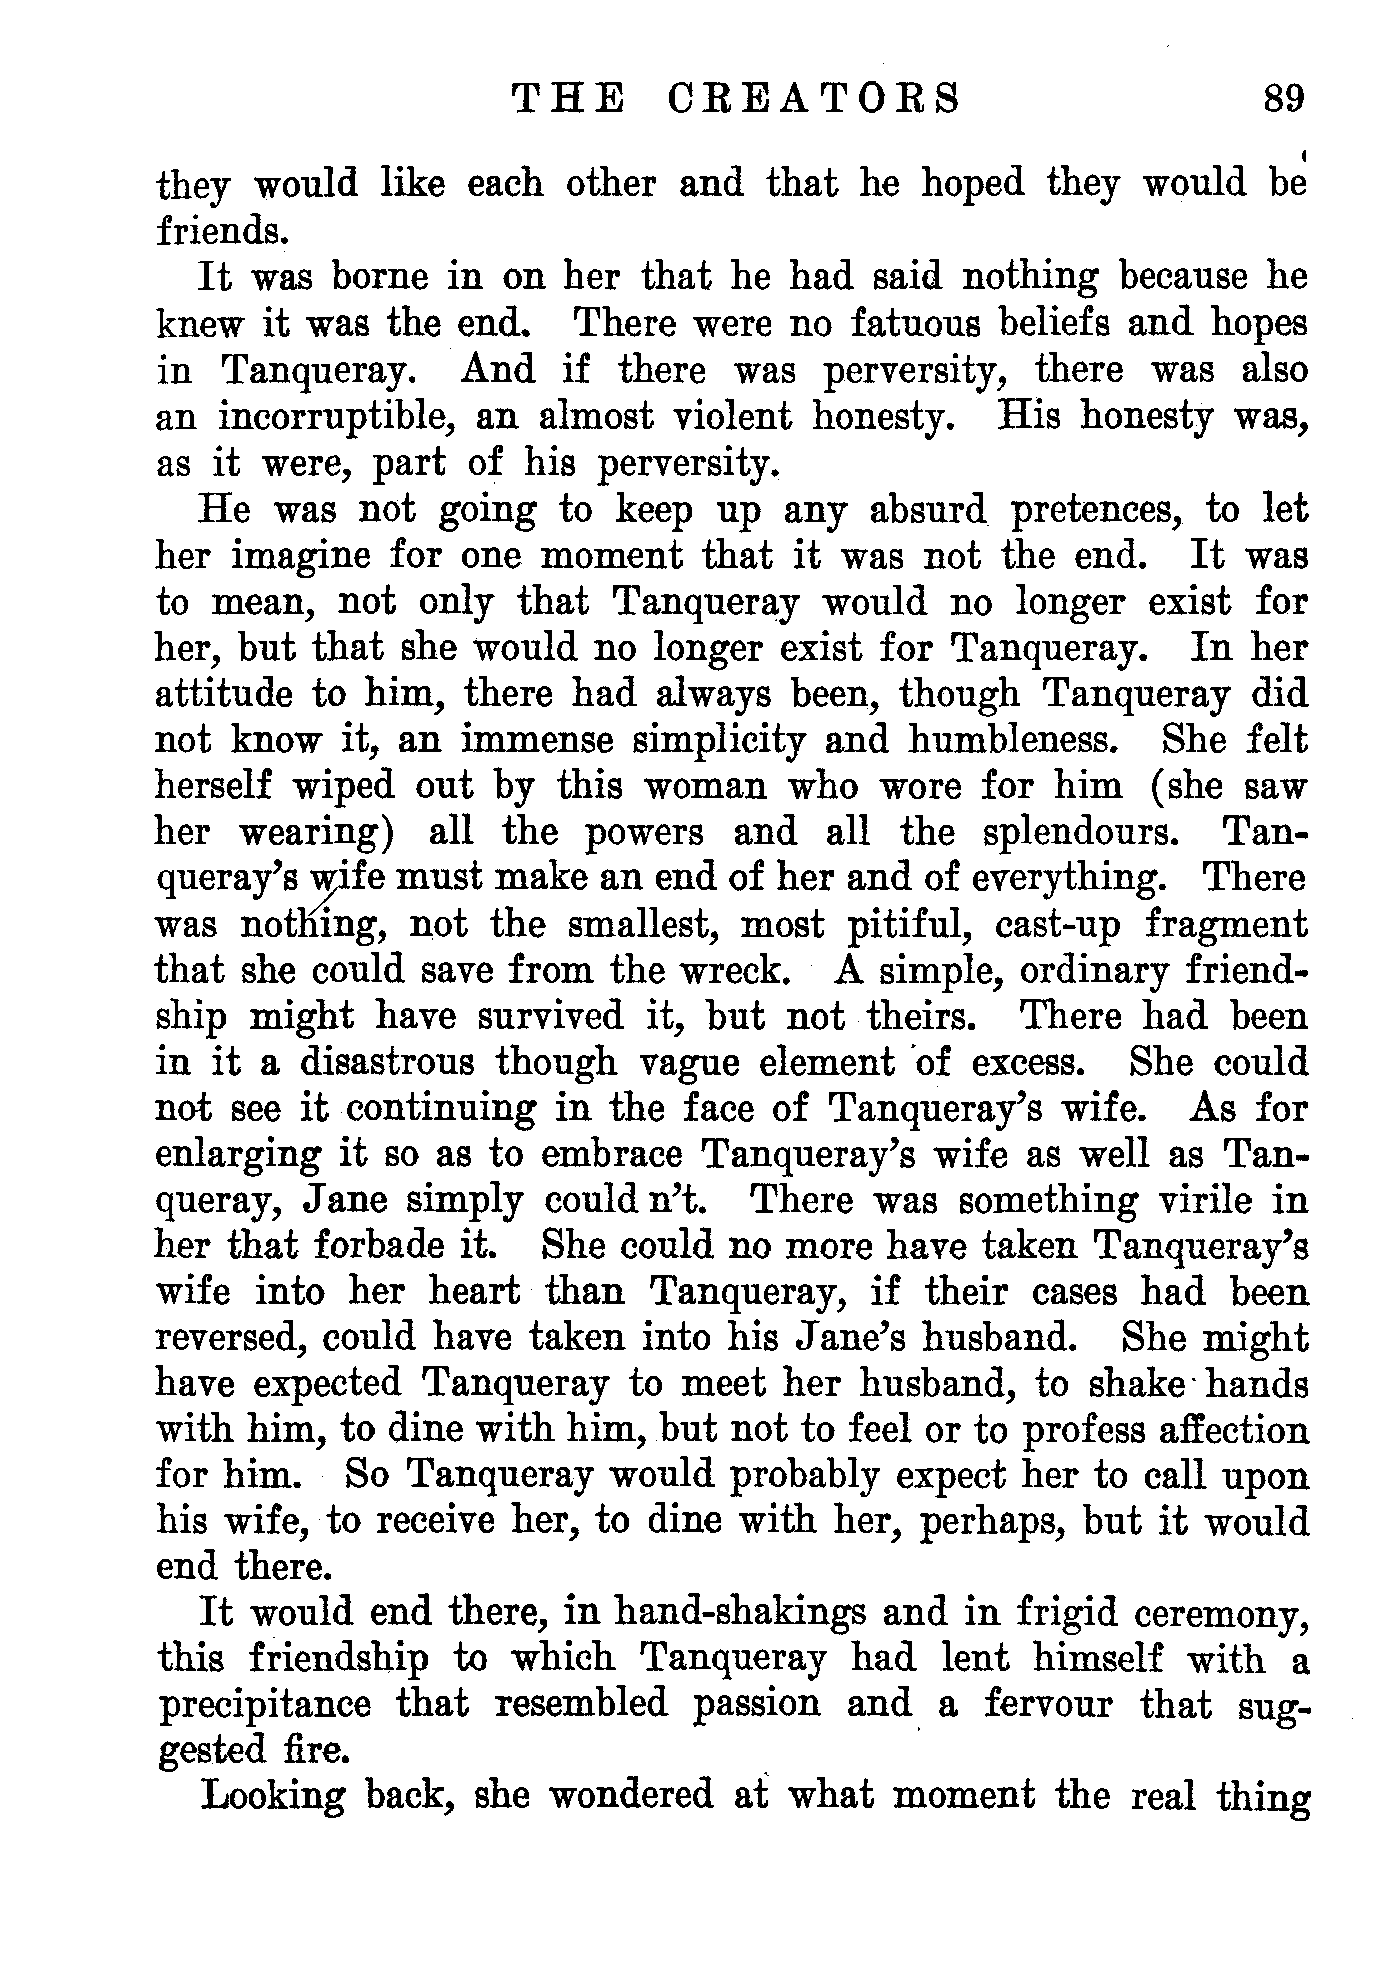 THE CREATORS 89
they would like each other and that he hoped they would be
friends.
It was borne in on her that he had said nothing because he
knew it was the end. There were no fatuous beliefs and hopes
in Tanqueray. And if there was perversity, there was also
an incorruptible, an almost violent honesty. His honesty was,
as it were, part of his perversity.
He was not going to keep up any absurd pretences, to let
her imagine for one moment that it was not the end. It was
to mean, not only that Tanqueray would no longer exist for
her, but that she would no longer exist for Tanqueray. In her
attitude to him, there had always been, though Tanqueray did
not know it, an immense simplicity and humbleness. She felt
herself wiped out by this woman who wore for him (she saw
her wearing) all the powers and all the splendours. Tan-
queray's wife must make an end of her and of everything. There
was nothing, not the smallest, most pitiful, cast-up fragment
that she could save from the wreck. A simple, ordinary friend-
ship might have survived it, but not theirs. There had been
in it a disastrous though vague element of excess. She could
not see it continuing in the face of Tanqueray's wife. As for
enlarging it so as to embrace Tanqueray's wife as well as Tan-
queray, Jane simply could n't. There was something virile in
her that forbade it. She could no more have taken Tanqueray's
wife into her heart than Tanqueray, if their cases had been
reversed, could have taken into his Jane's husband. She might
have expected Tanqueray to meet her husband, to shake hands
with him, to dine with him, but not to feel or to profess affection
for him. So Tanqueray would probably expect her to call upon
his wife, to receive her, to dine with her, perhaps, but it would
end there.
It would end there, in hand-shakings and in frigid ceremony,
this friendship to which Tanqueray had lent himself with a
precipitance that resembled passion and a fervour that sug-
gested fire.
Looking back, she wondered at what moment the real thing